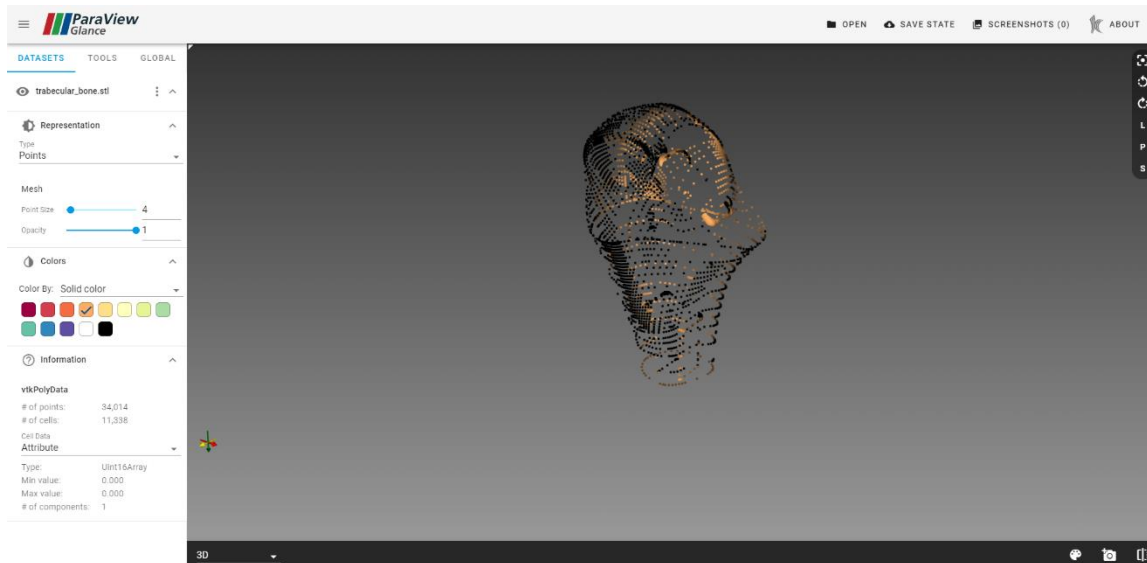 ParaView
Glance
OPEN
SAVE STATE
SCREENSHOTS (0)
ABOUT
DATASETS TOOLS GLOBAL
trabecular_bone.stl
Representation
Type
Points
Mesh
Point Size 4
Opacity 1
Colors
Color By: Solid color
Information
vtkPolyData
# of points: 34,014
# of cells: 11,338
Cell Data
Attribute
Type: Uint16Array
Min value: 0.000
Max value: 0.000
# of components: 1
L
P
S
3D